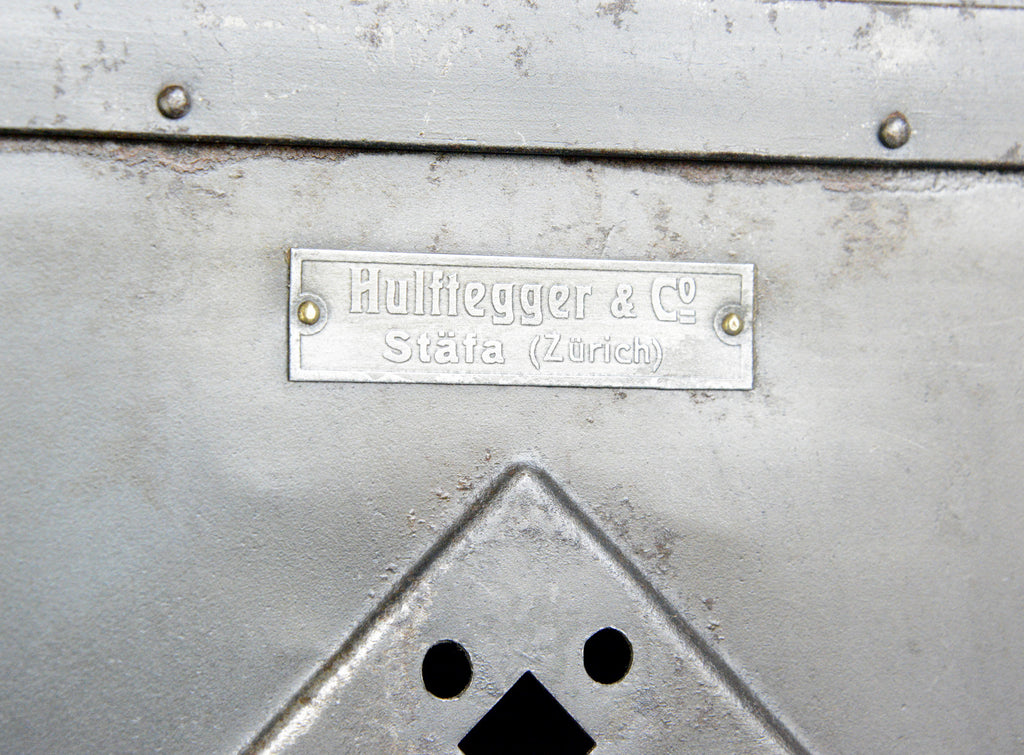 Hulftegger & Cº
Stäfa (Zürich)